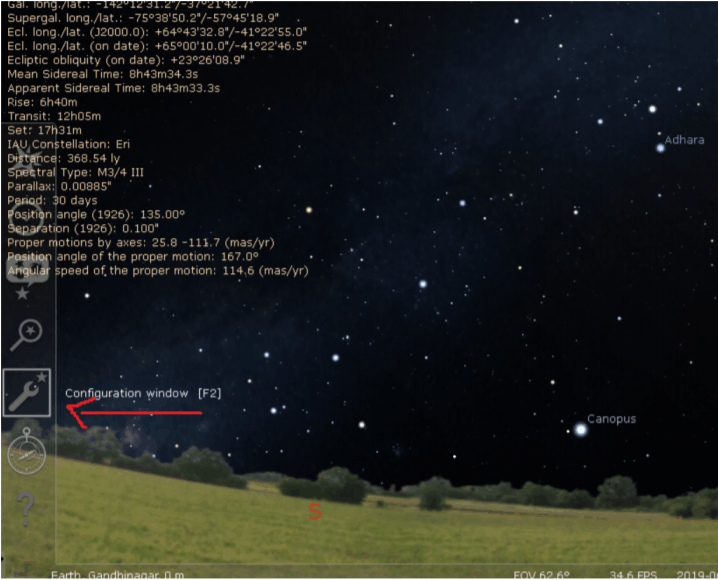 Gal. long./lat.: -142°12'31.2"/-37°21'42.7"
Supergal. long./lat.: -75°38'50.2"/-57°45'18.9"
Ecl. long./lat. (J2000.0): +64°43'32.8"/-41°22'55.0"
Ecl. long./lat. (on date): +65°00'10.0"/-41°22'46.5"
Ecliptic obliquity (on date): +23°26'08.9"
Mean Sidereal Time: 8h43m34.3s
Apparent Sidereal Time: 8h43m33.3s
Rise: 6h40m
Transit: 12h05m
Set: 17h31m
IAU Constellation: Eri
Distance: 368.54 ly
Spectral Type: M3/4 III
Parallax: 0.00885"
Period: 30 days
Position angle (1926): 135.00°
Separation (1926): 0.100"
Proper motions by axes: 25.8 -111.7 (mas/yr)
Position angle of the proper motion: 167.0°
Angular speed of the proper motion: 114.6 (mas/yr)
Adhara
Configuration window [F2]
Canopus
?
S
Earth, Gandhinagar, 0 m
FOV 62.6°
34.6 FPS